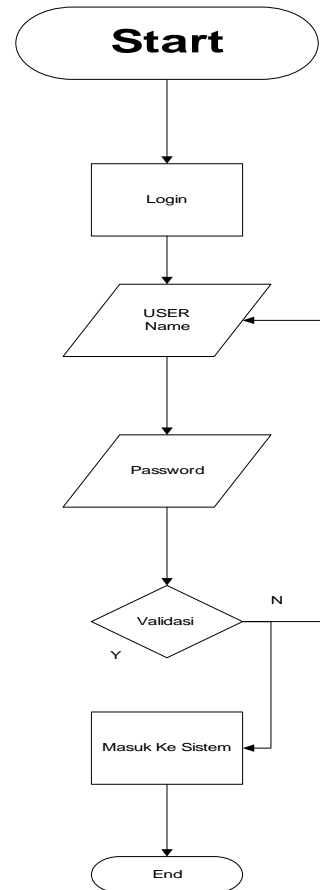 Start
Login
USER
Name
Password
N
Validasi
Y
Masuk Ke Sistem
End